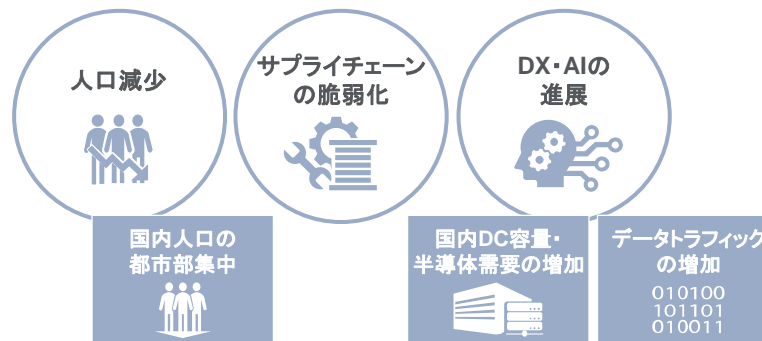 人口減少
サプライチェーン
の脆弱化
DX・AIの
進展
国内人口の
都市部集中
国内DC容量・
半導体需要の増加
データトラフィック
の増加
010100
101101
010011